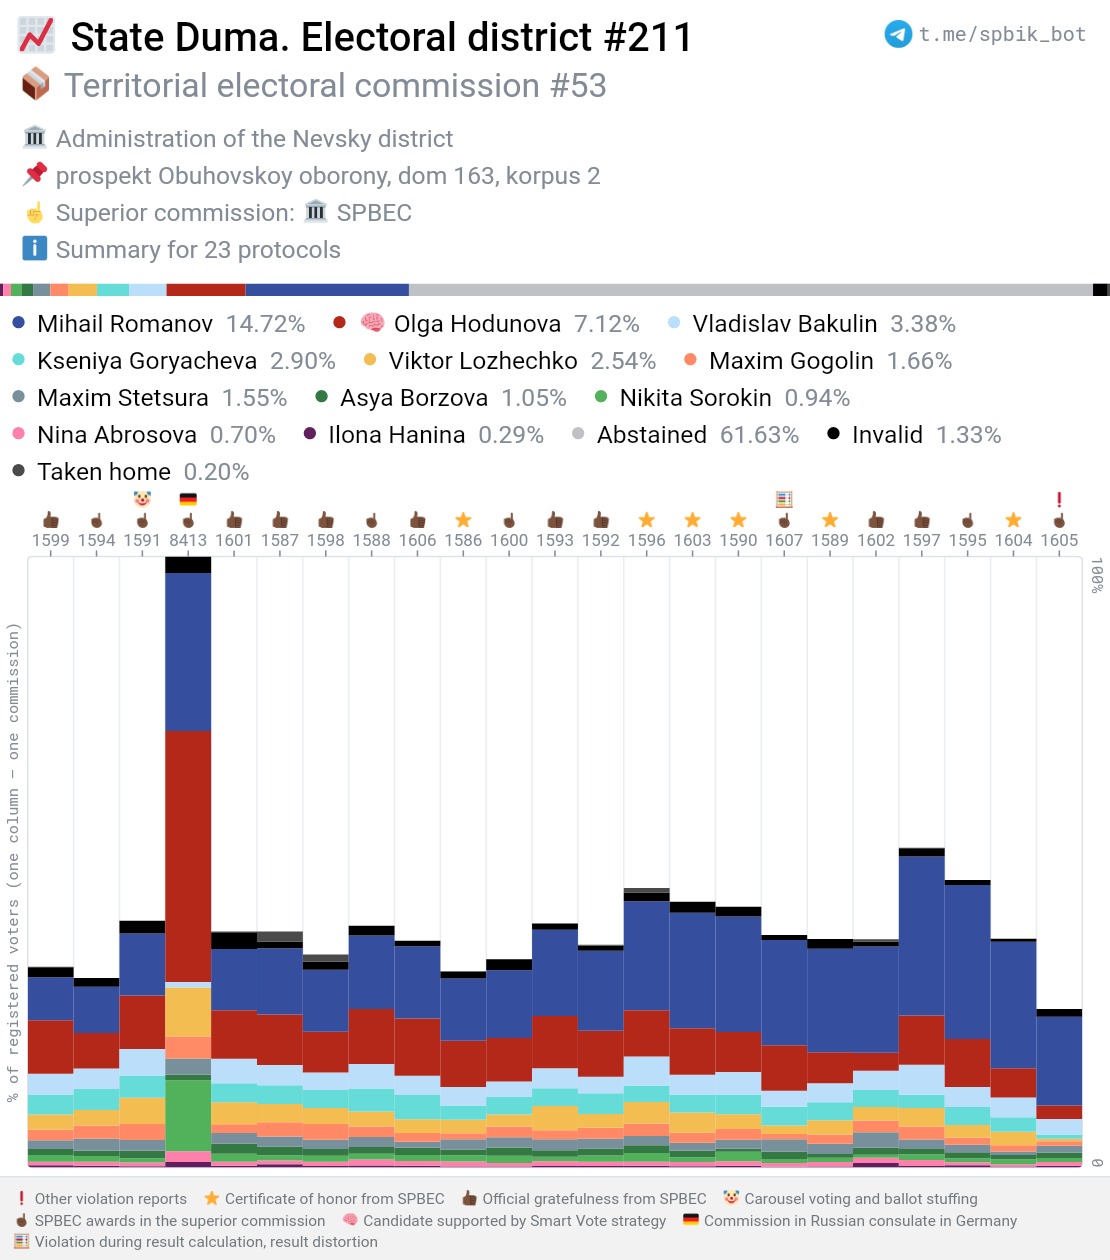 State Duma. Electoral district #211
t.me/spbik_bot
Territorial electoral commission #53
Administration of the Nevsky district
prospekt Obuhovskoy oborony, dom 163, korpus 2
Superior commission: SPBEC
Summary for 23 protocols
Mihail Romanov 14.72% Olga Hodunova 7.12% Vladislav Bakulin 3.38%
Kseniya Goryacheva 2.90% Viktor Lozhechko 2.54% Maxim Gogolin 1.66%
Maxim Stetsura 1.55% Asya Borzova 1.05% Nikita Sorokin 0.94%
Nina Abrosova 0.70% Ilona Hanina 0.29% Abstained 61.63% Invalid 1.33%
Taken home 0.20%
1599 1594 1591 8413 1601 1587 1598 1588 1606 1586 1600 1593 1592 1596 1603 1590 1607 1589 1602 1597 1595 1604 1605
100%
% of registered voters (one column – one commission)
0
Other violation reports Certificate of honor from SPBEC Official gratefulness from SPBEC Carousel voting and ballot stuffing
SPBEC awards in the superior commission Candidate supported by Smart Vote strategy Commission in Russian consulate in Germany
Violation during result calculation, result distortion